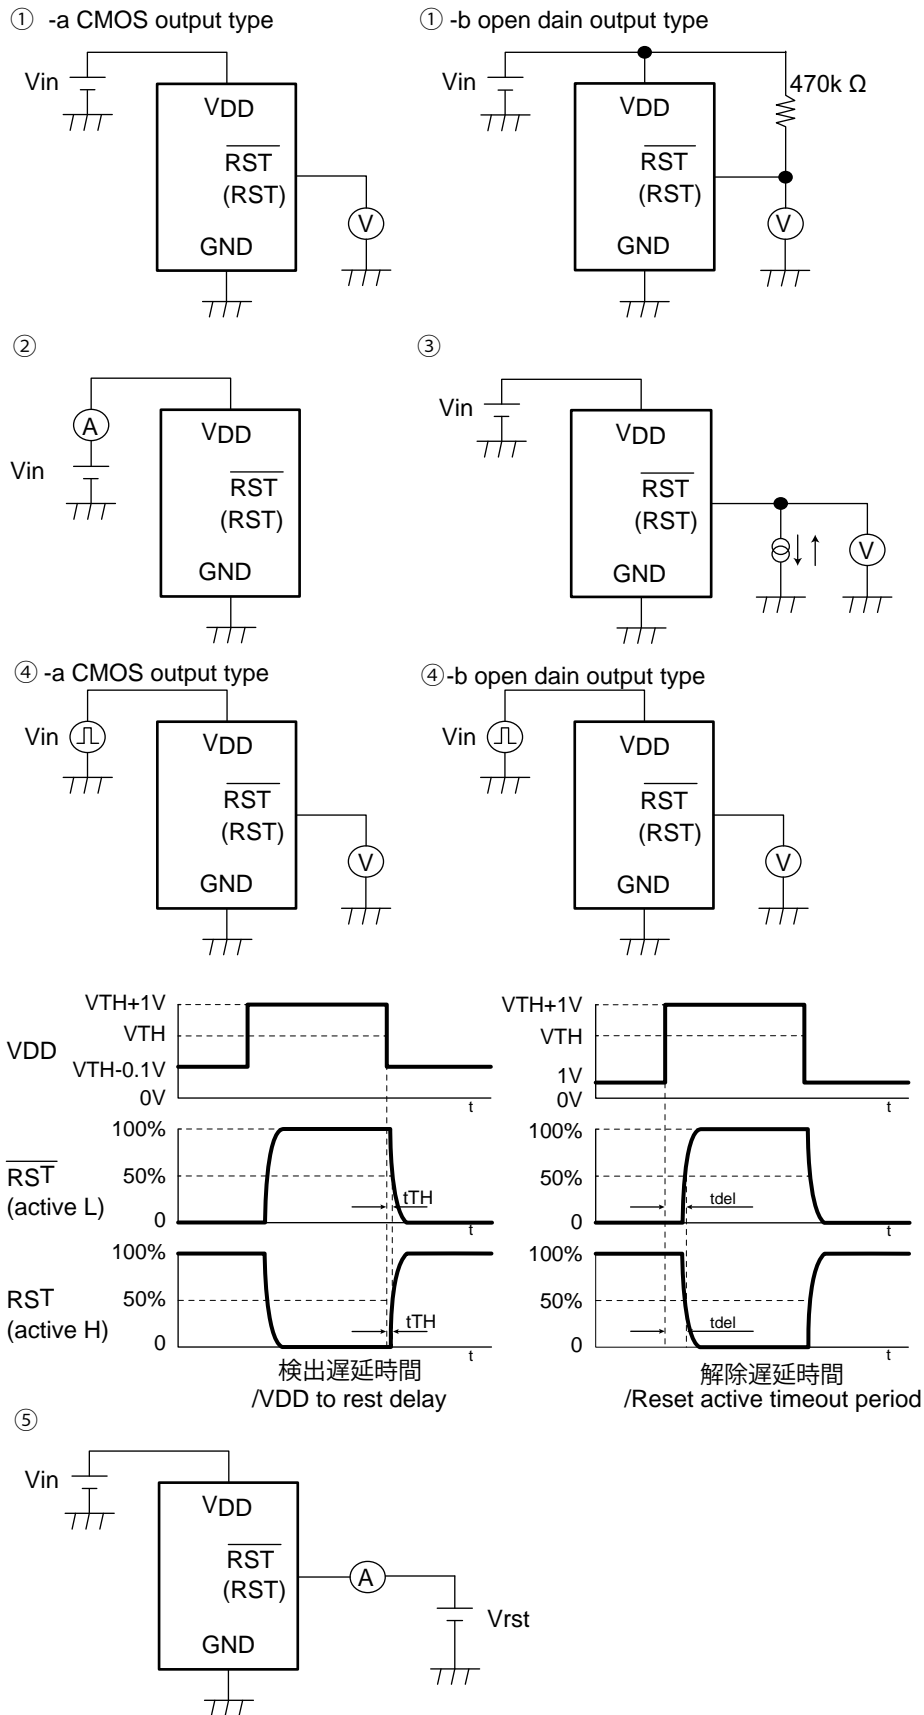 ① -a CMOS output type
① -b open dain output type
Vin
VDD
RST
(RST)
GND
V
Vin
VDD
RST
(RST)
GND
470k Ω
V
②
③
A
Vin
VDD
RST
(RST)
GND
Vin
VDD
RST
(RST)
GND
V
④ -a CMOS output type
④-b open dain output type
Vin
VDD
RST
(RST)
GND
V
Vin
VDD
RST
(RST)
GND
V
VDD
VTH+1V
VTH
VTH-0.1V
0V
t
RST
(active L)
100%
50%
0
tTH
t
RST
(active H)
100%
50%
0
tTH
t
検出遅延時間
/VDD to rest delay
VTH+1V
VTH
1V
0V
t
100%
50%
0
tdel
t
100%
50%
0
tdel
t
解除遅延時間
/Reset active timeout period
⑤
Vin
VDD
RST
(RST)
GND
A
Vrst